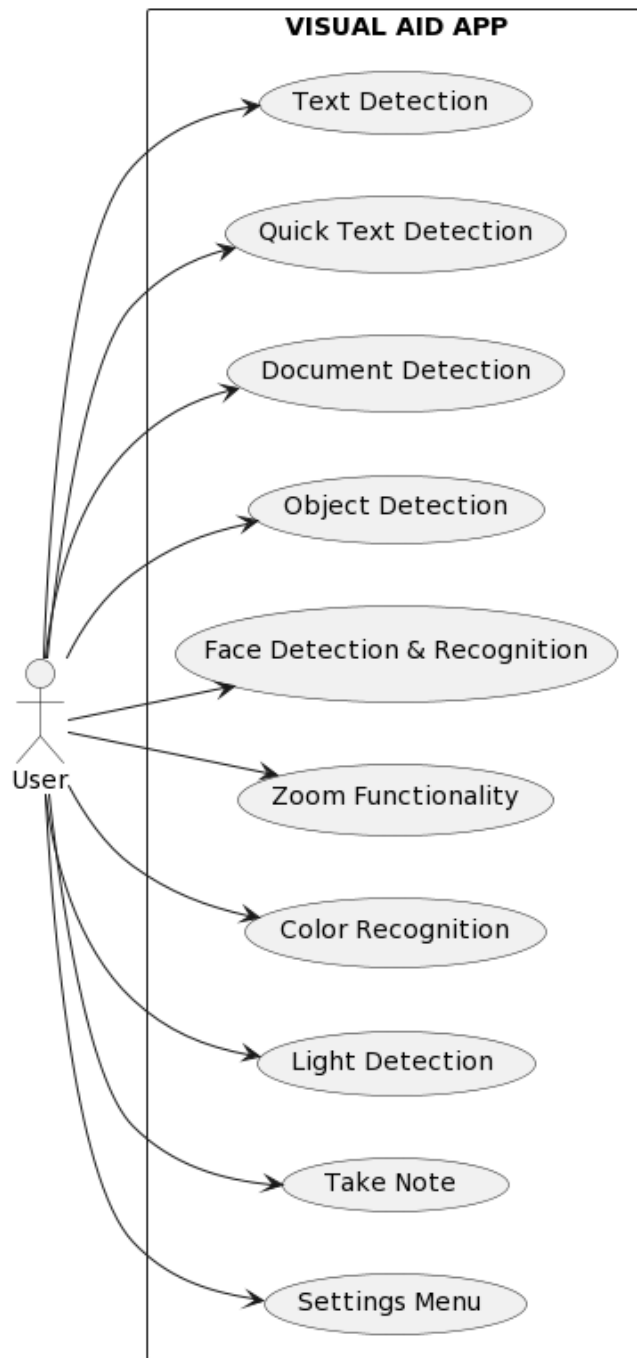 VISUAL AID APP
Text Detection
Quick Text Detection
Document Detection
Object Detection
Face Detection & Recognition
User
Zoom Functionality
Color Recognition
Light Detection
Take Note
Settings Menu